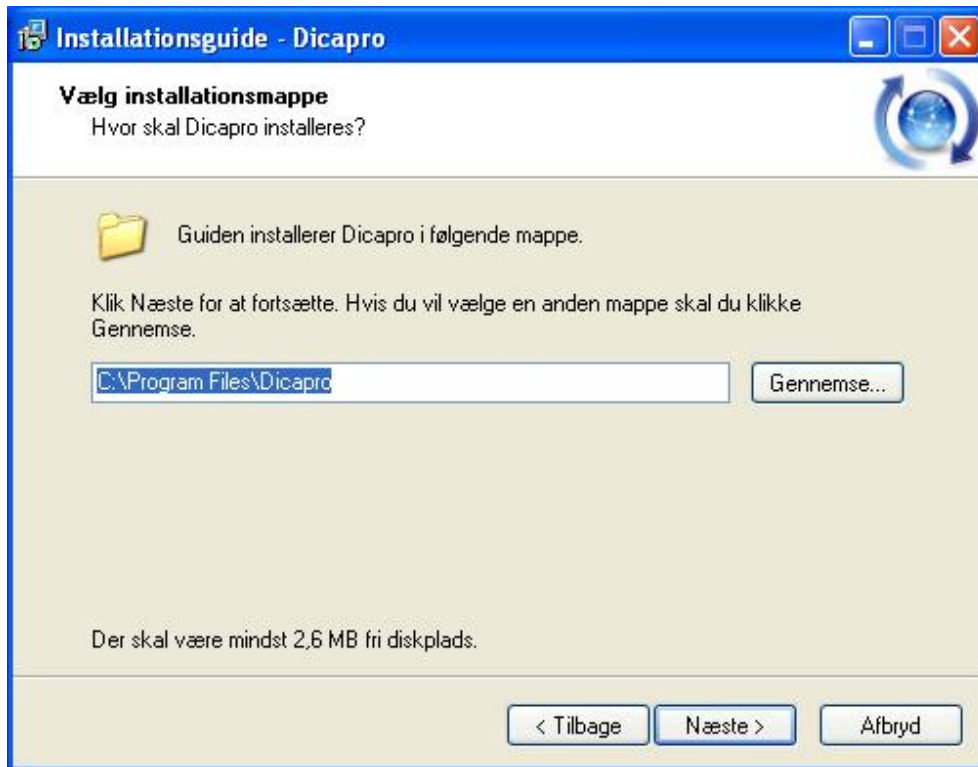 Installationsguide - Dicapro
Vælg installationsmappe
Hvor skal Dicapro installeres?
Guiden installerer Dicapro i følgende mappe.
Klik Næste for at fortsætte. Hvis du vil vælge en anden mappe skal du klikke
Gennemse.
C:\Program Files\Dicapro
Gennemse...
Der skal være mindst 2,6 MB fri diskplads.
< Tilbage
Næste >
Afbryd